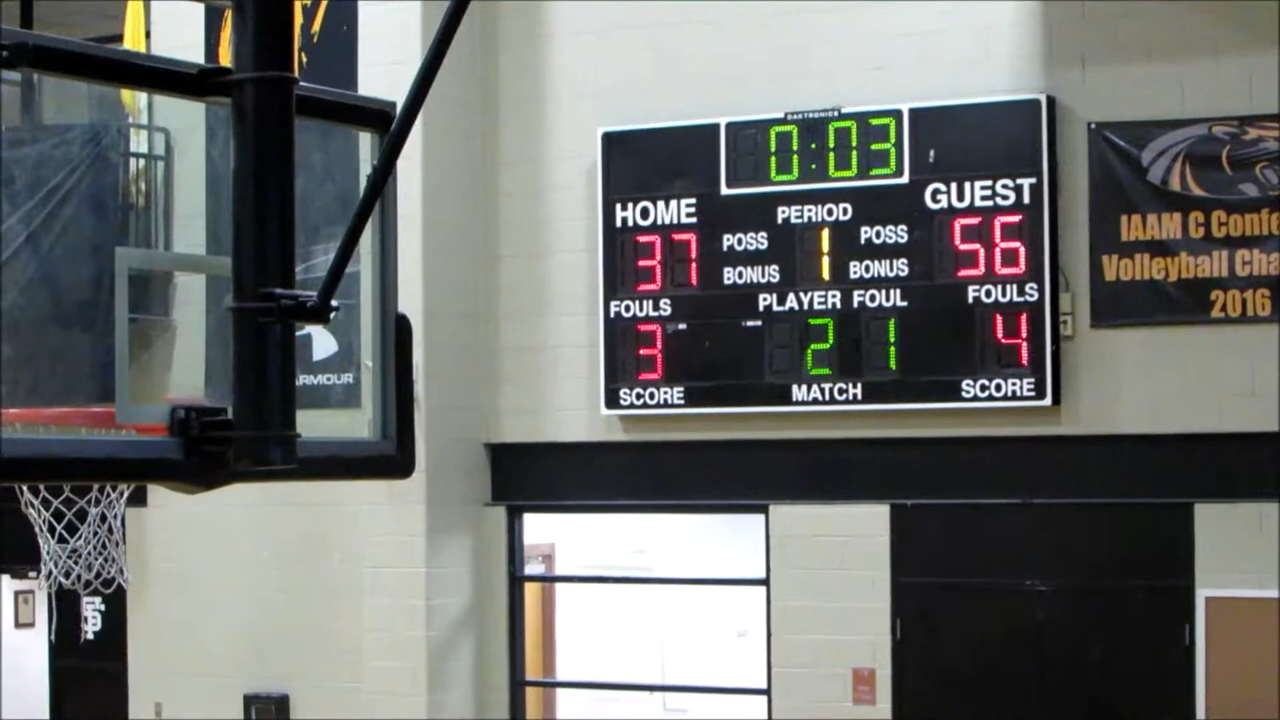 DAKTRONICS
0:03
HOME PERIOD GUEST
37 POSS 1 POSS 56
BONUS BONUS
FOULS PLAYER FOUL FOULS
3 2 1 4
SCORE MATCH SCORE
IAAM C Confe
Volleyball Cha
2016
ARMOUR